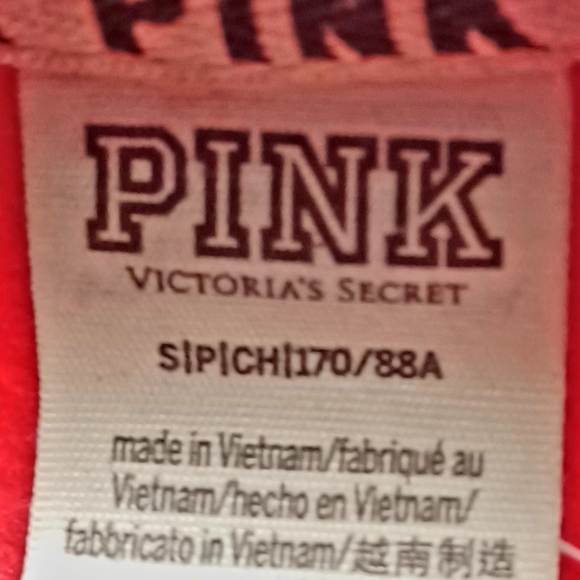 PINK
PINK
VICTORIA'S SECRET
S|P|CH|170/88A
made in Vietnam/fabriqué au
Vietnam/hecho en Vietnam/
fabbricato in Vietnam/越南制造